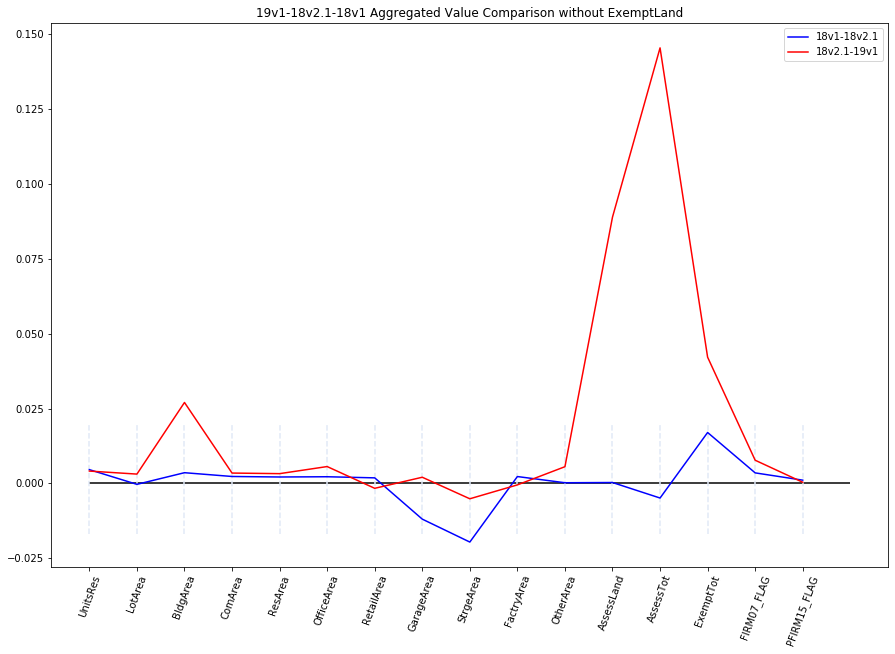 19v1-18v2.1-18v1 Aggregated Value Comparison without ExemptLand
18v1-18v2.1
18v2.1-19v1
0.150
0.125
0.100
0.075
0.050
0.025
0.000
−0.025
UnitsRes
LotArea
BldgArea
ComArea
ResArea
OfficeArea
RetailArea
GarageArea
StrgeArea
FactryArea
OtherArea
AssessLand
AssessTot
ExemptTot
FIRM07_FLAG
PFIRM15_FLAG